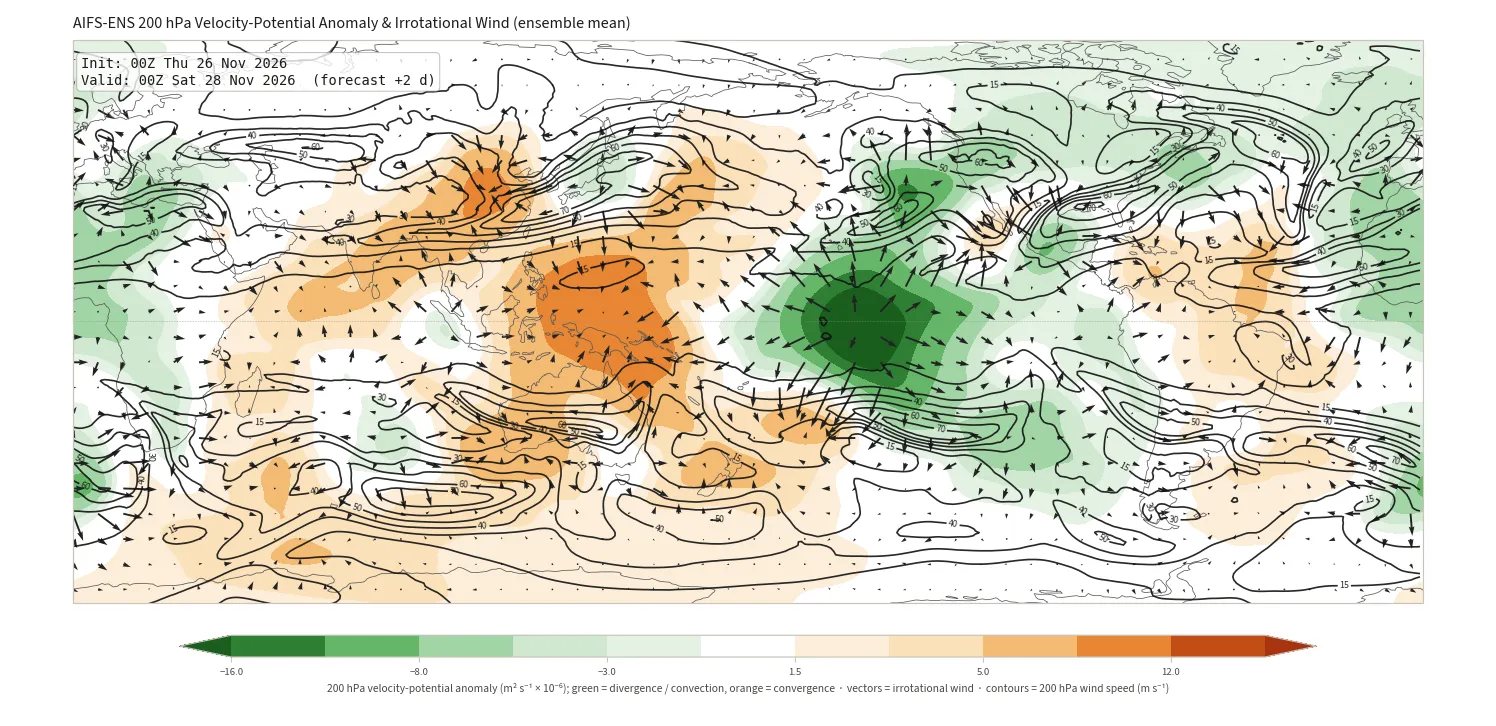 AIFS-ENS 200 hPa Velocity-Potential Anomaly & Irrotational Wind (ensemble mean)
Init: 00Z Thu 26 Nov 2026
Valid: 00Z Sat 28 Nov 2026 (forecast +2 d)
−16.0 −8.0 −3.0 1.5 5.0 12.0
200 hPa velocity-potential anomaly (m² s⁻¹ × 10⁻⁶); green = divergence / convection, orange = convergence · vectors = irrotational wind · contours = 200 hPa wind speed (m s⁻¹)